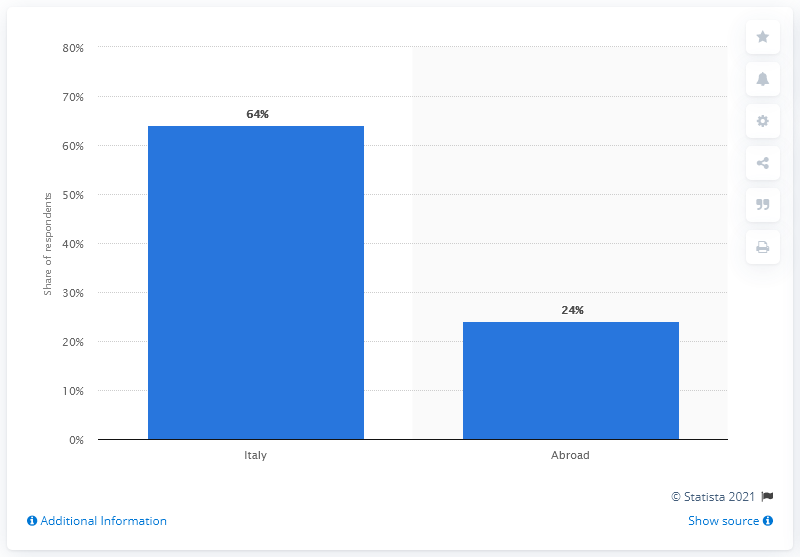 80%
70%
60%
50%
40%
30%
20%
10%
0%
Share of respondents
64%
24%
Italy
Abroad
© Statista 2021
Additional Information
Show source